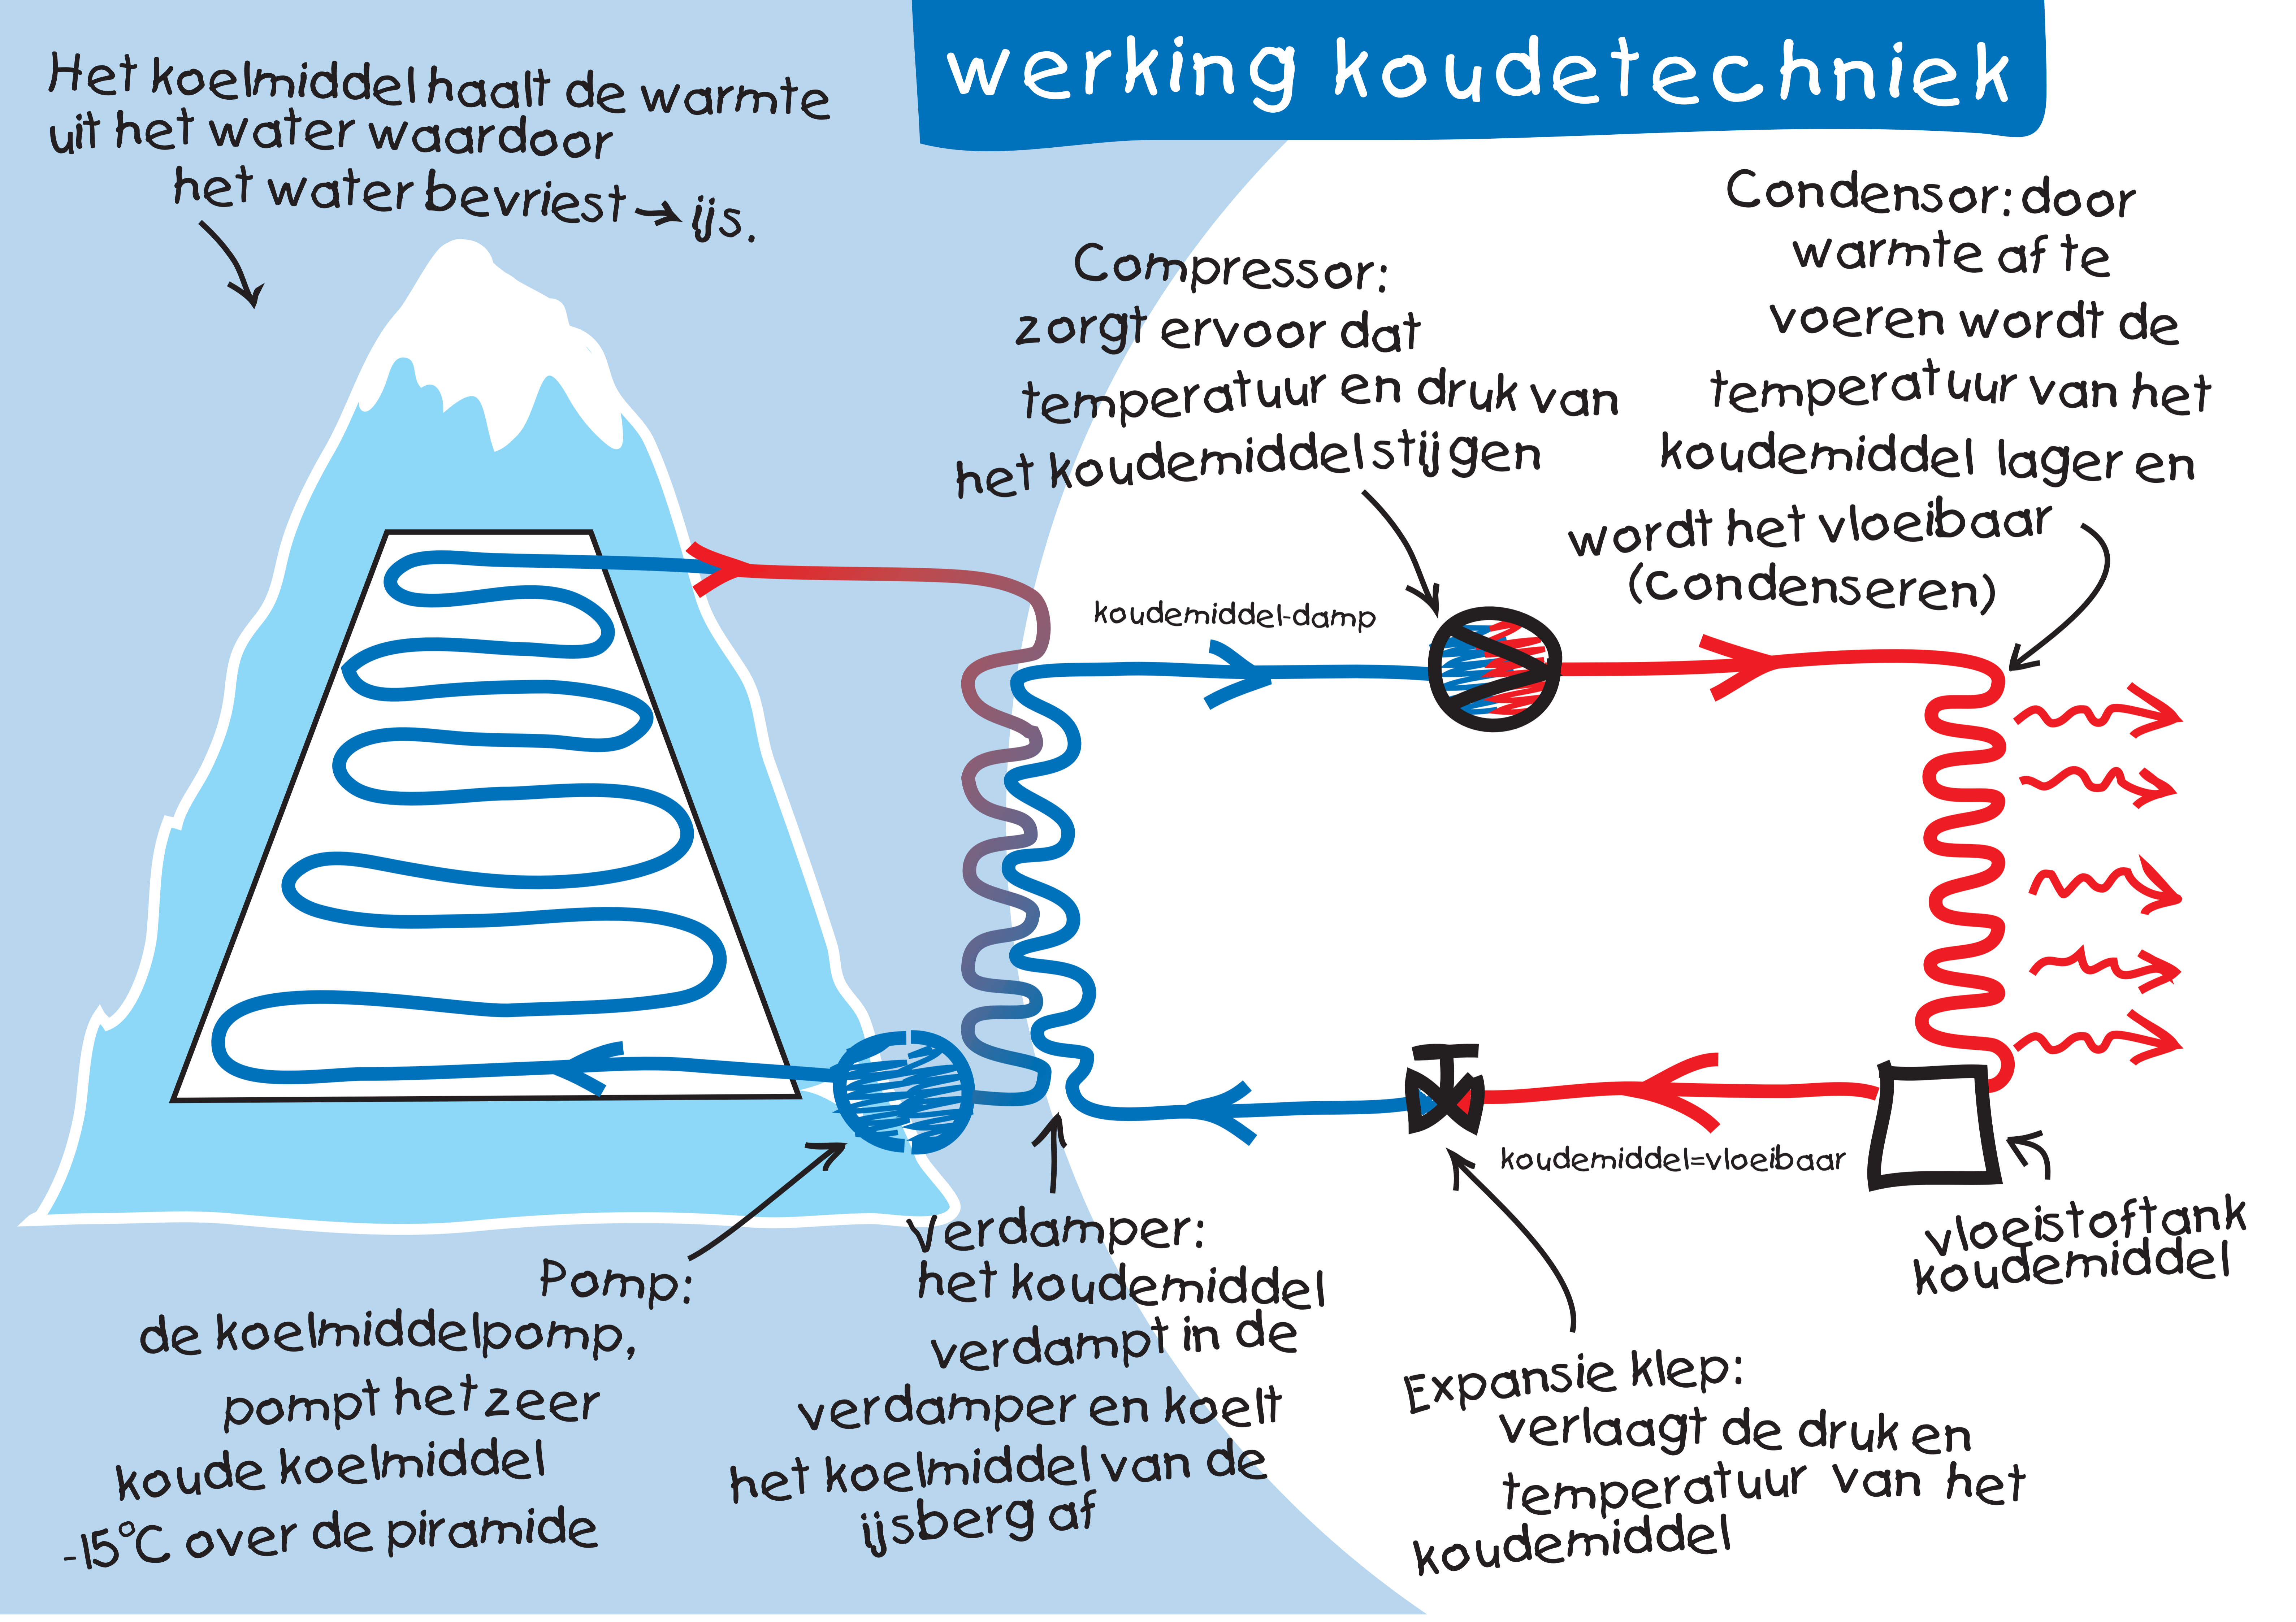 werking koudetechniek
Het koelmiddel haalt de warmte
uit het water waardoor
het water bevriest → ijs.
Compressor:
zorgt ervoor dat
temperatuur en druk van
het koudemiddel stijgen
Condensor: door
warmte af te
voeren wordt de
temperatuur van het
koudemiddel lager en
wordt het vloeibaar
(Condenseren)
koudemiddel-damp
koudemiddel=vloeibaar
vloeistoftank
koudemiddel
Pomp:
de koelmiddelpomp,
pompt het zeer
koude koelmiddel
-15°C over de piramide
Verdamper:
het koudemiddel
verdampt in de
verdamper en koelt
het koelmiddel van de
ijsberg af
Expansie klep:
verlaagt de druk en
temperatuur van het
koudemiddel